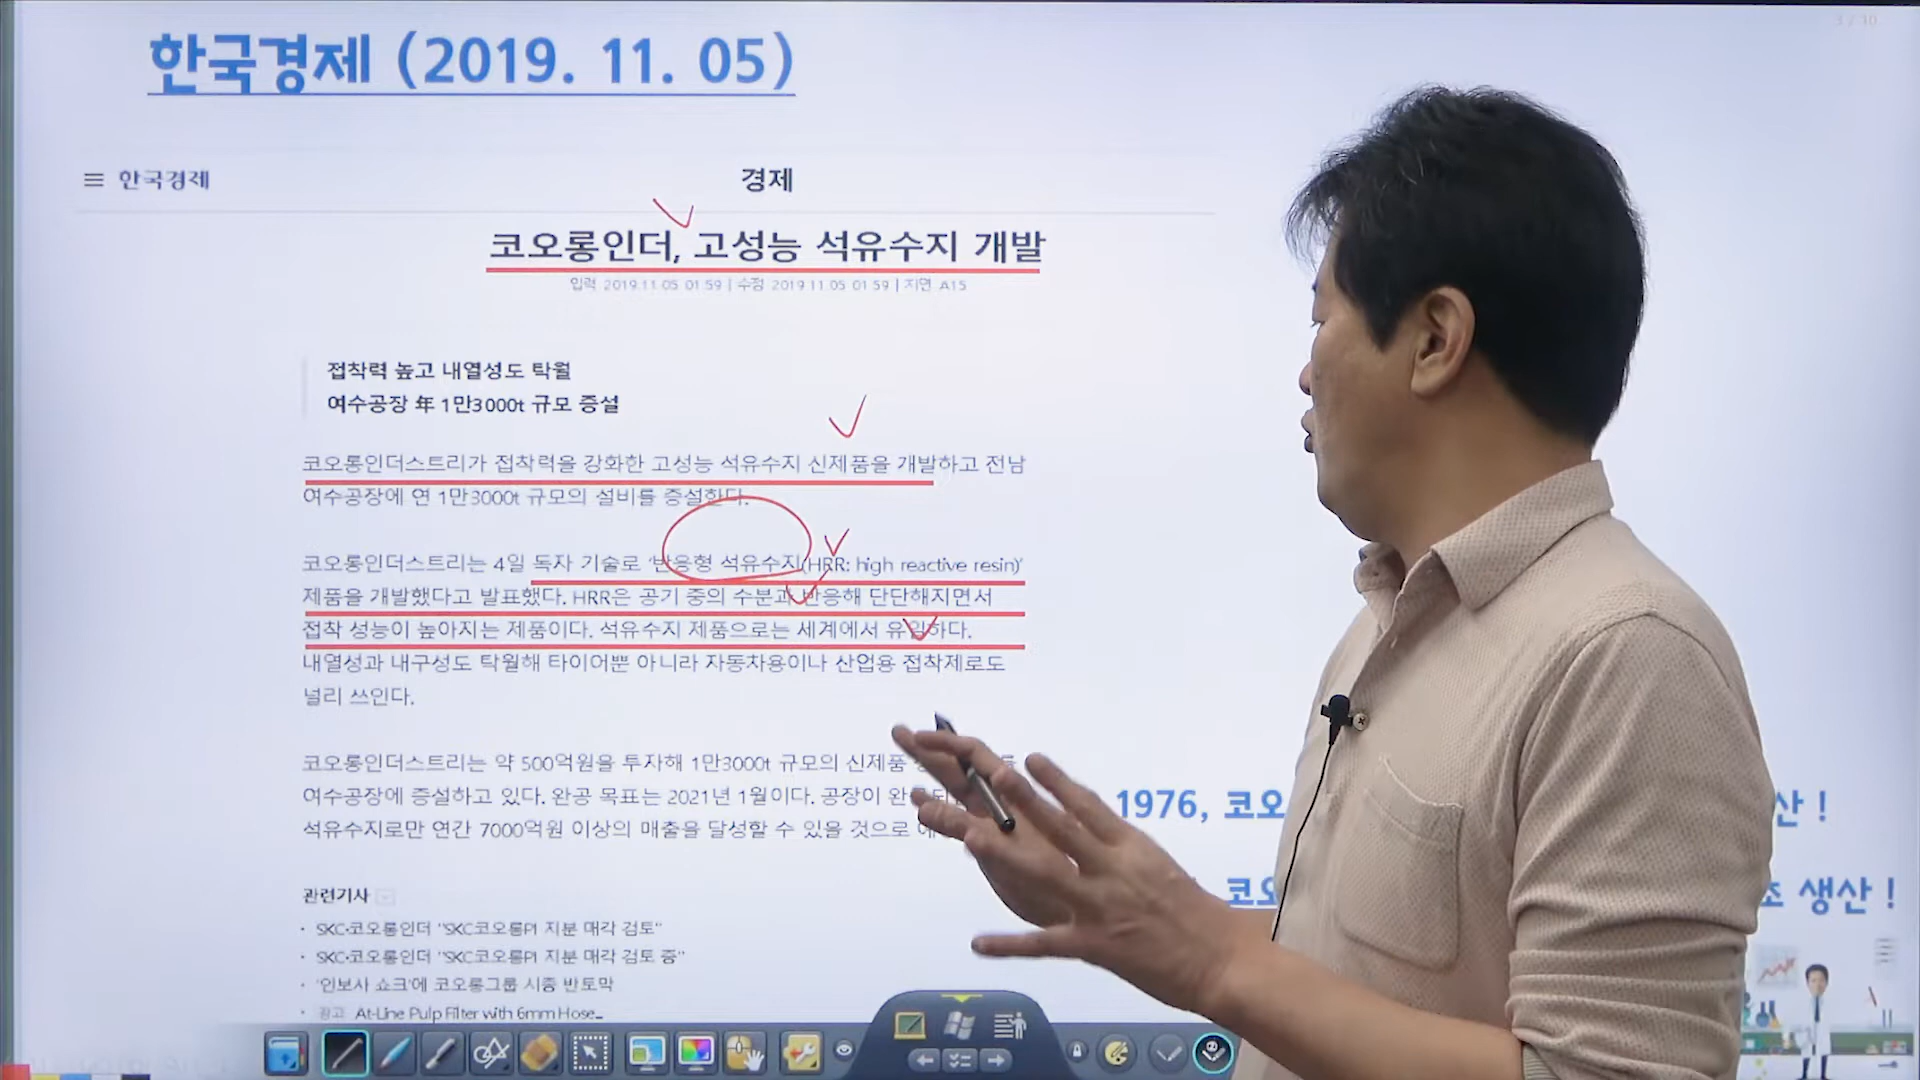 3 / 10
한국경제 (2019. 11. 05)
한국경제
경제
코오롱인더, 고성능 석유수지 개발
입력 2019.11.05 01:59 | 수정 2019.11.05 01:59 | 지면 A15
접착력 높고 내열성도 탁월
여수공장 年 1만3000t 규모 증설
코오롱인더스트리가 접착력을 강화한 고성능 석유수지 신제품을 개발하고 전남
여수공장에 연 1만3000t 규모의 설비를 증설한다.
코오롱인더스트리는 4일 독자 기술로 '반응형 석유수지(HRR: high reactive resin)'
제품을 개발했다고 발표했다. HRR은 공기 중의 수분과 반응해 단단해지면서
접착 성능이 높아지는 제품이다. 석유수지 제품으로는 세계에서 유일하다.
내열성과 내구성도 탁월해 타이어뿐 아니라 자동차용이나 산업용 접착제로도
널리 쓰인다.
코오롱인더스트리는 약 500억원을 투자해 1만3000t 규모의 신제품
여수공장에 증설하고 있다. 완공 목표는 2021년 1월이다. 공장이
석유수지로만 연간 7000억원 이상의 매출을 달성할 수 있을 것으로
1976, 코오 산 !
코오 조 생산 !
관련기사
· SKC·코오롱인더 "SKC코오롱PI 지분 매각 검토"
· SKC·코오롱인더 "SKC코오롱PI 지분 매각 검토 중"
· '인보사 쇼크'에 코오롱그룹 시총 반토막
· 광고 At-Line Pulp Filter with 6mm Hose...